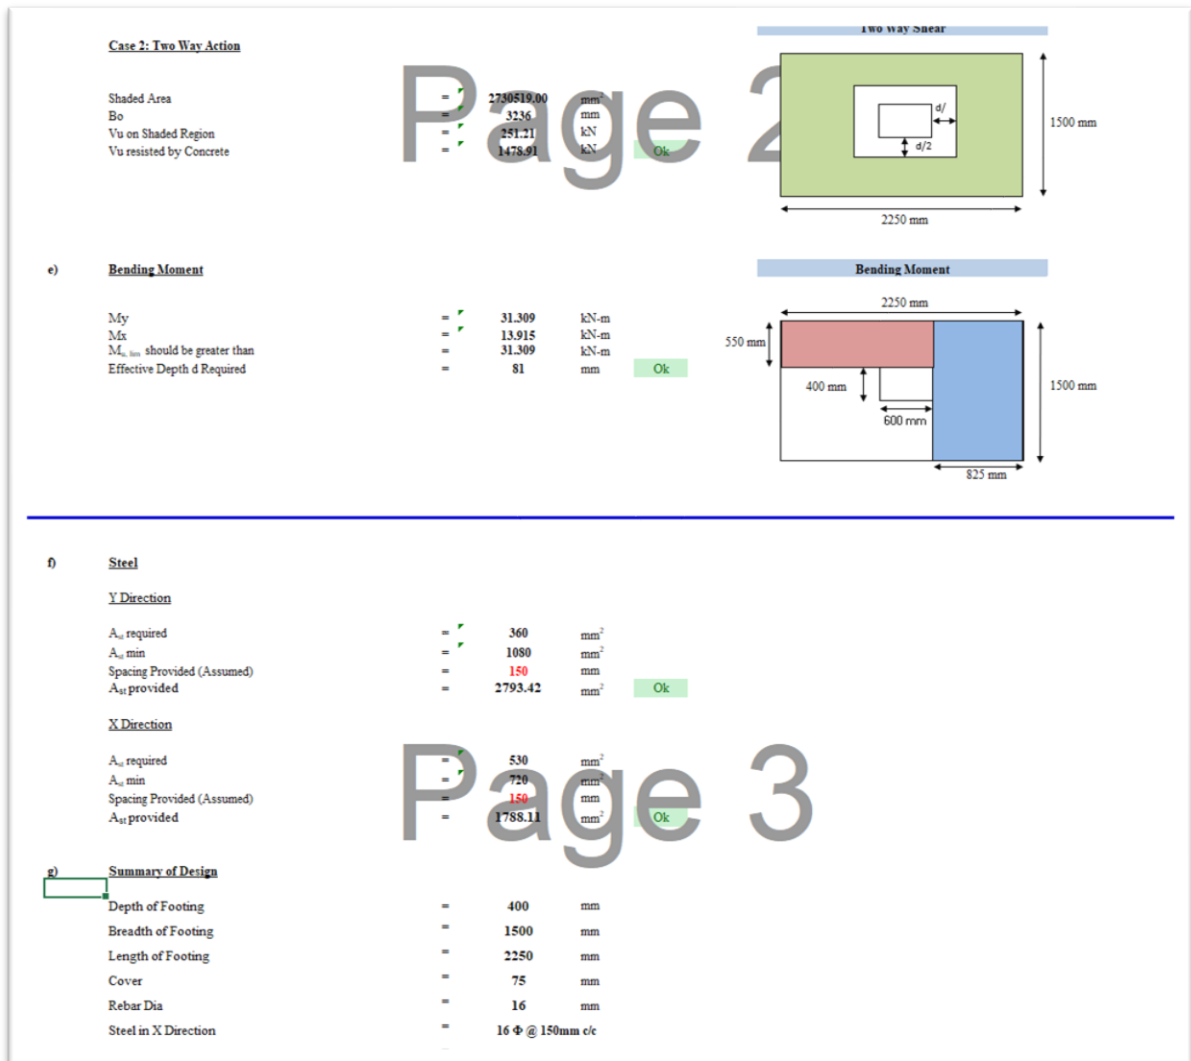 Two Way Shear
Case 2: Two Way Action
Shaded Area = 2730519.00 mm²
Bo = 3236 mm
Vu on Shaded Region = 251.21 kN
Vu resisted by Concrete = 1478.91 kN Ok
Page 2
d/
d/2
1500 mm
2250 mm
e) Bending Moment
Bending Moment
My = 31.309 kN-m
Mx = 13.915 kN-m
Mu, lim should be greater than = 31.309 kN-m
Effective Depth d Required = 81 mm Ok
2250 mm
550 mm
400 mm
600 mm
1500 mm
825 mm
f) Steel
Y Direction
Ast required = 360 mm²
Ast min = 1080 mm²
Spacing Provided (Assumed) = 150 mm
Ast provided = 2793.42 mm²  Ok
X Direction
Ast required = 530 mm²
Ast min = 720 mm²
Spacing Provided (Assumed) = 150 mm
Ast provided = 1788.11 mm² Ok
Page 3
g) Summary of Design
Depth of Footing = 400 mm
Breadth of Footing = 1500 mm
Length of Footing = 2250 mm
Cover = 75 mm
Rebar Dia = 16 mm
Steel in X Direction = 16 Φ @ 150mm c/c